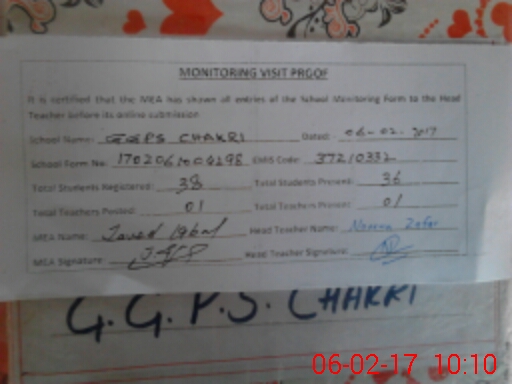 MONITORING VISIT PROOF
It is certified that the MEA has shown all entries of the School Monitoring Form to the Head
Teacher before its online submission
School Name: GGPS CHAKRI Dated: 06-02-2017
School Form No: EMIS Code: 37210332
Total Students Registered: 38 Total Students Present: 36
Total Teachers Posted: 01 Total Teachers Present: 01
MEA Name: Javed Iqbal Head Teacher Name: Zafar
MEA Signature: Head Teacher Signature:
G.G.P.S. CHAKRI
06-02-17 10:10